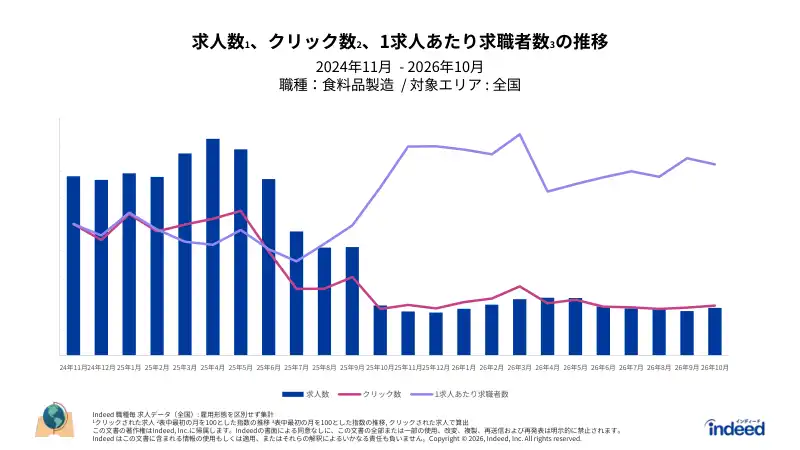 求人数1、クリック数2、1求人あたり求職者数3の推移
2024年11月 - 2026年10月
職種：食料品製造 / 対象エリア : 全国
24年11月 24年12月 25年1月 25年2月 25年3月 25年4月 25年5月 25年6月 25年7月 25年8月 25年9月 25年10月 25年11月 25年12月 26年1月 26年2月 26年3月 26年4月 26年5月 26年6月 26年7月 26年8月 26年9月 26年10月
求人数 クリック数 1求人あたり求職者数
Indeed 職種毎 求人データ（全国）: 雇用形態を区別せず集計
¹クリックされた求人 ²表中最初の月を100とした指数の推移 ³表中最初の月を100とした指数の推移, クリックされた求人で算出
この文書の著作権はIndeed, Inc.に帰属します。Indeedの書面による同意なしに、この文書の全部または一部の使用、改変、複製、再送信および再発表は明示的に禁止されます。
Indeed はこの文書に含まれる情報の使用もしくは適用、またはそれらの解釈によるいかなる責任も負いません。Copyright © 2026, Indeed, Inc. All rights reserved.
インディード
indeed